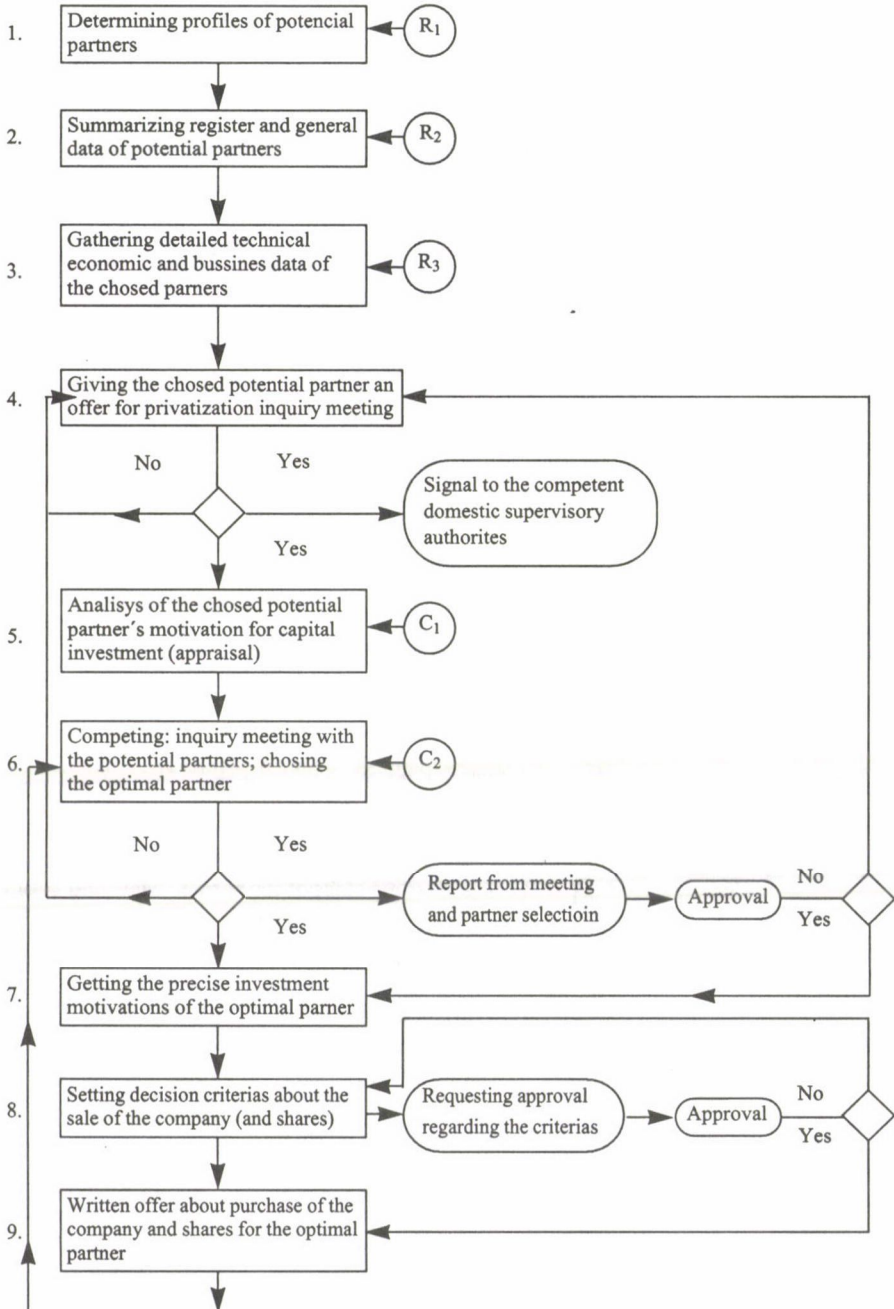 1.
Determining profiles of potencial
partners
R1
2.
Summarizing register and general
data of potential partners
R2
3.
Gathering detailed technical
economic and bussines data of
the chosed parners
R3
4.
Giving the chosed potential partner an
offer for privatization inquiry meeting
No
Yes
Signal to the competent
domestic supervisory
authorites
Yes
5.
Analisys of the chosed potential
partner´s motivation for capital
investment (appraisal)
C1
6.
Competing: inquiry meeting with
the potential partners; chosing
the optimal partner
C2
No
Yes
Report from meeting
and partner selectioin
Approval
No
Yes
Yes
7.
Getting the precise investment
motivations of the optimal parner
8.
Setting decision criterias about the
sale of the company (and shares)
Requesting approval
regarding the criterias
Approval
No
Yes
9.
Written offer about purchase of the
company and shares for the optimal
partner